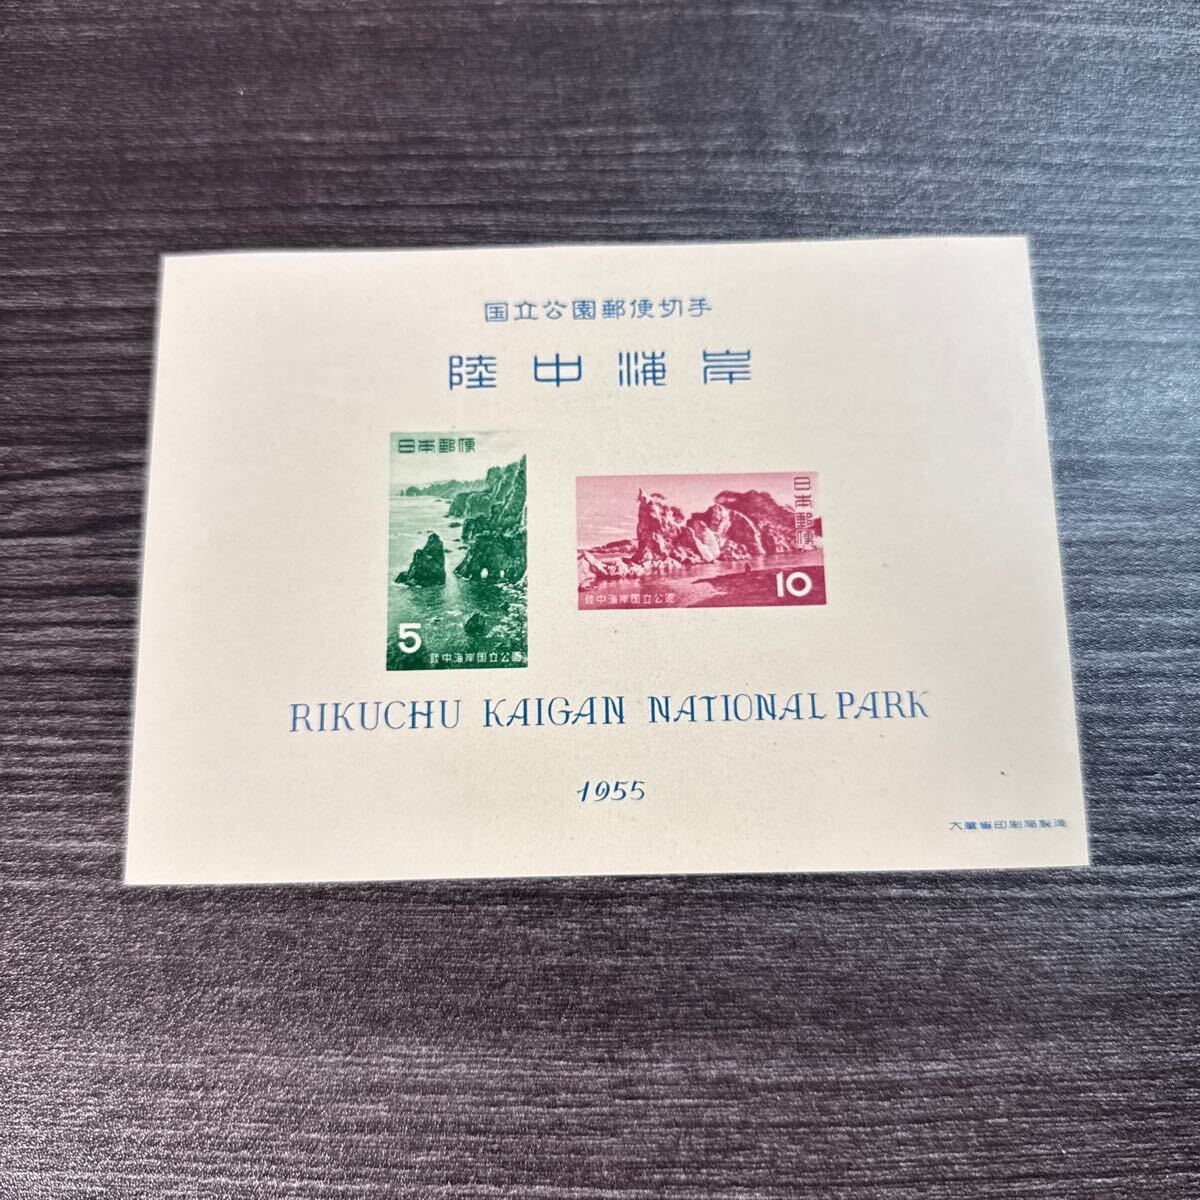 国立公園郵便切手
陸中海岸
日本郵便
5
陸中海岸国立公園
日本郵便
10
陸中海岸国立公園
RIKUCHU KAIGAN NATIONAL PARK
1955
大蔵省印刷局製造